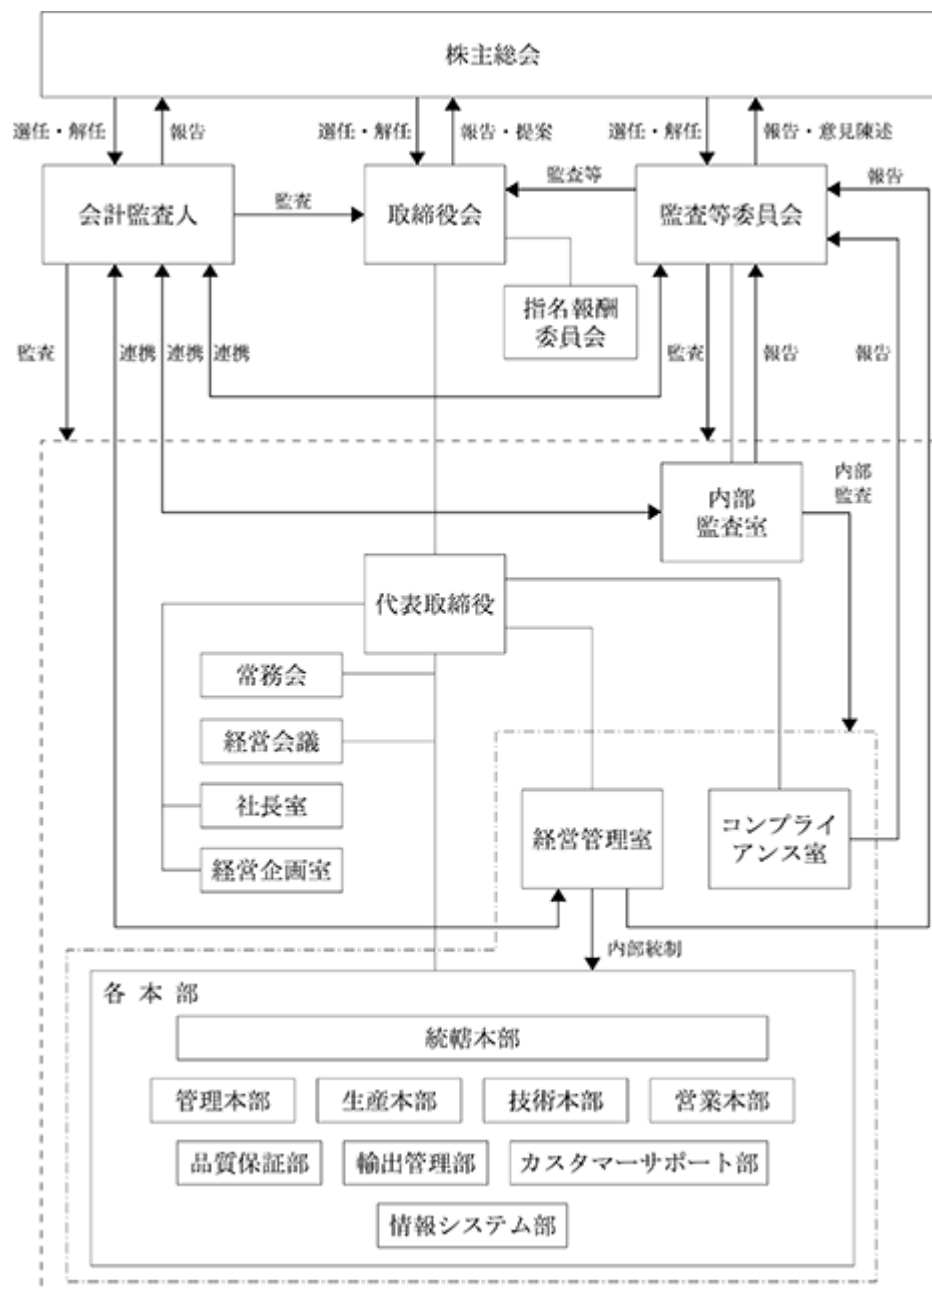 株主総会
選任・解任
報告
選任・解任
報告・提案
選任・解任
報告・意見陳述
会計監査人
監査
取締役会
監査等
監査等委員会
報告
指名報酬
委員会
監査
連携
連携
連携
監査
報告
報告
内部
監査室
内部
監査
代表取締役
常務会
経営会議
社長室
経営企画室
経営管理室
コンプライ
アンス室
内部統制
各本部
統轄本部
管理本部
生産本部
技術本部
営業本部
品質保証部
輸出管理部
カスタマーサポート部
情報システム部